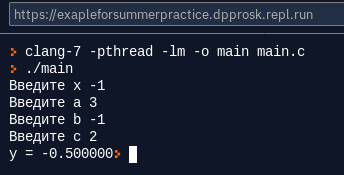 https://exapleforsummerpractice.dpprosk.repl.run
> clang-7 -pthread -lm -o main main.c
> ./main
Введите x -1
Введите a 3
Введите b -1
Введите c 2
y = -0.500000>